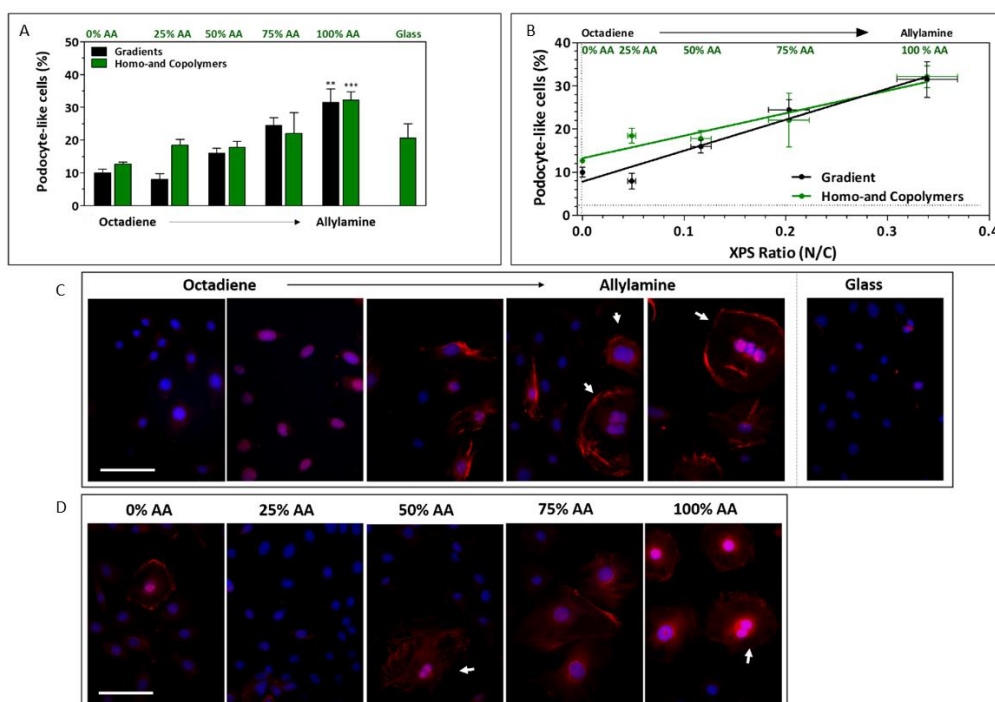 A
0% AA 25% AA 50% AA 75% AA 100% AA Glass
Podocyte-like cells (%)
50
40
30
20
10
0
Gradients
Homo-and Copolymers
** ***
Octadiene Allylamine
B
Octadiene Allylamine
0% AA 25% AA 50% AA 75% AA 100 % AA
Podocyte-like cells (%)
40
30
20
10
0
Gradient
Homo-and Copolymers
0.0 0.1 0.2 0.3 0.4
XPS Ratio (N/C)
C
Octadiene Allylamine Glass
D
0% AA 25% AA 50% AA 75% AA 100% AA